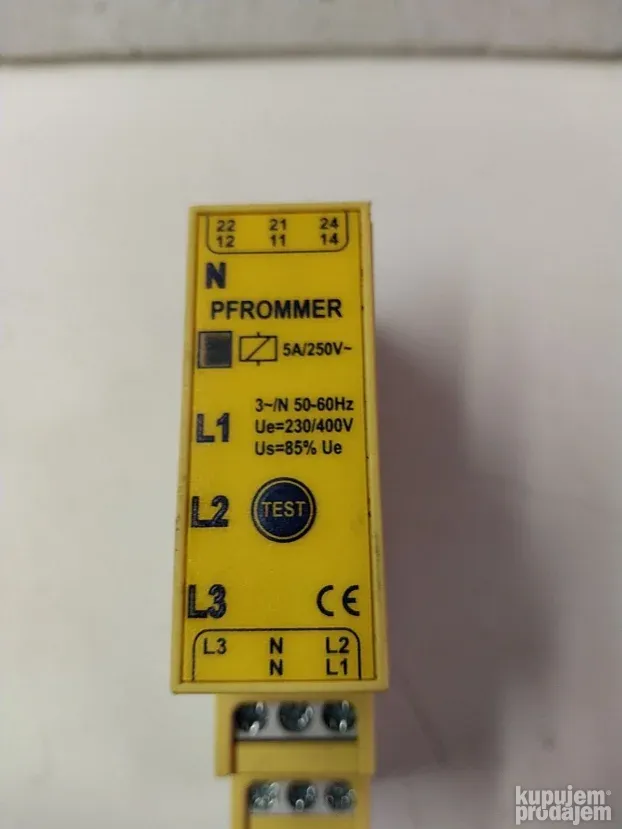 22 21 24
12 11 14
N
PFROMMER
5A/250V~
3~/N 50-60Hz
L1 Ue=230/400V
Us=85% Ue
L2 TEST
L3 CE
L3 N L2
N L1
kupujem
prodajem